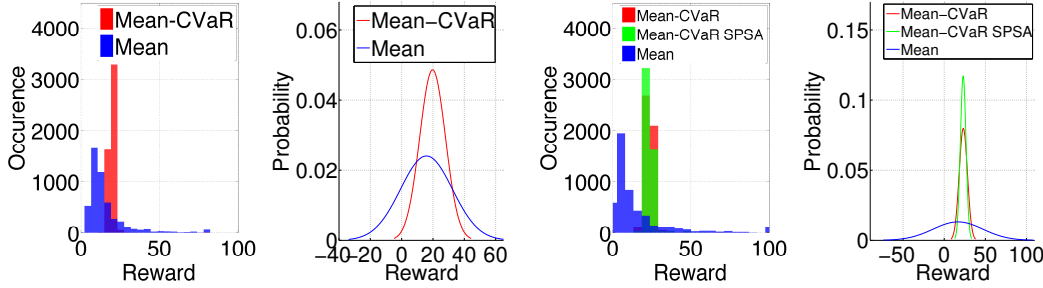 4000
3000
2000
1000
0
Occurence
0
50
100
Reward
Mean-CVaR
Mean
0.06
0.04
0.02
0
Probability
−40
−20
0
20
40
60
Reward
Mean−CVaR
Mean
4000
3000
2000
1000
0
Occurence
0
50
100
Reward
Mean-CVaR
Mean-CVaR SPSA
Mean
0.15
0.1
0.05
0
Probability
−50
0
50
100
Reward
Mean−CVaR
Mean−CVaR SPSA
Mean